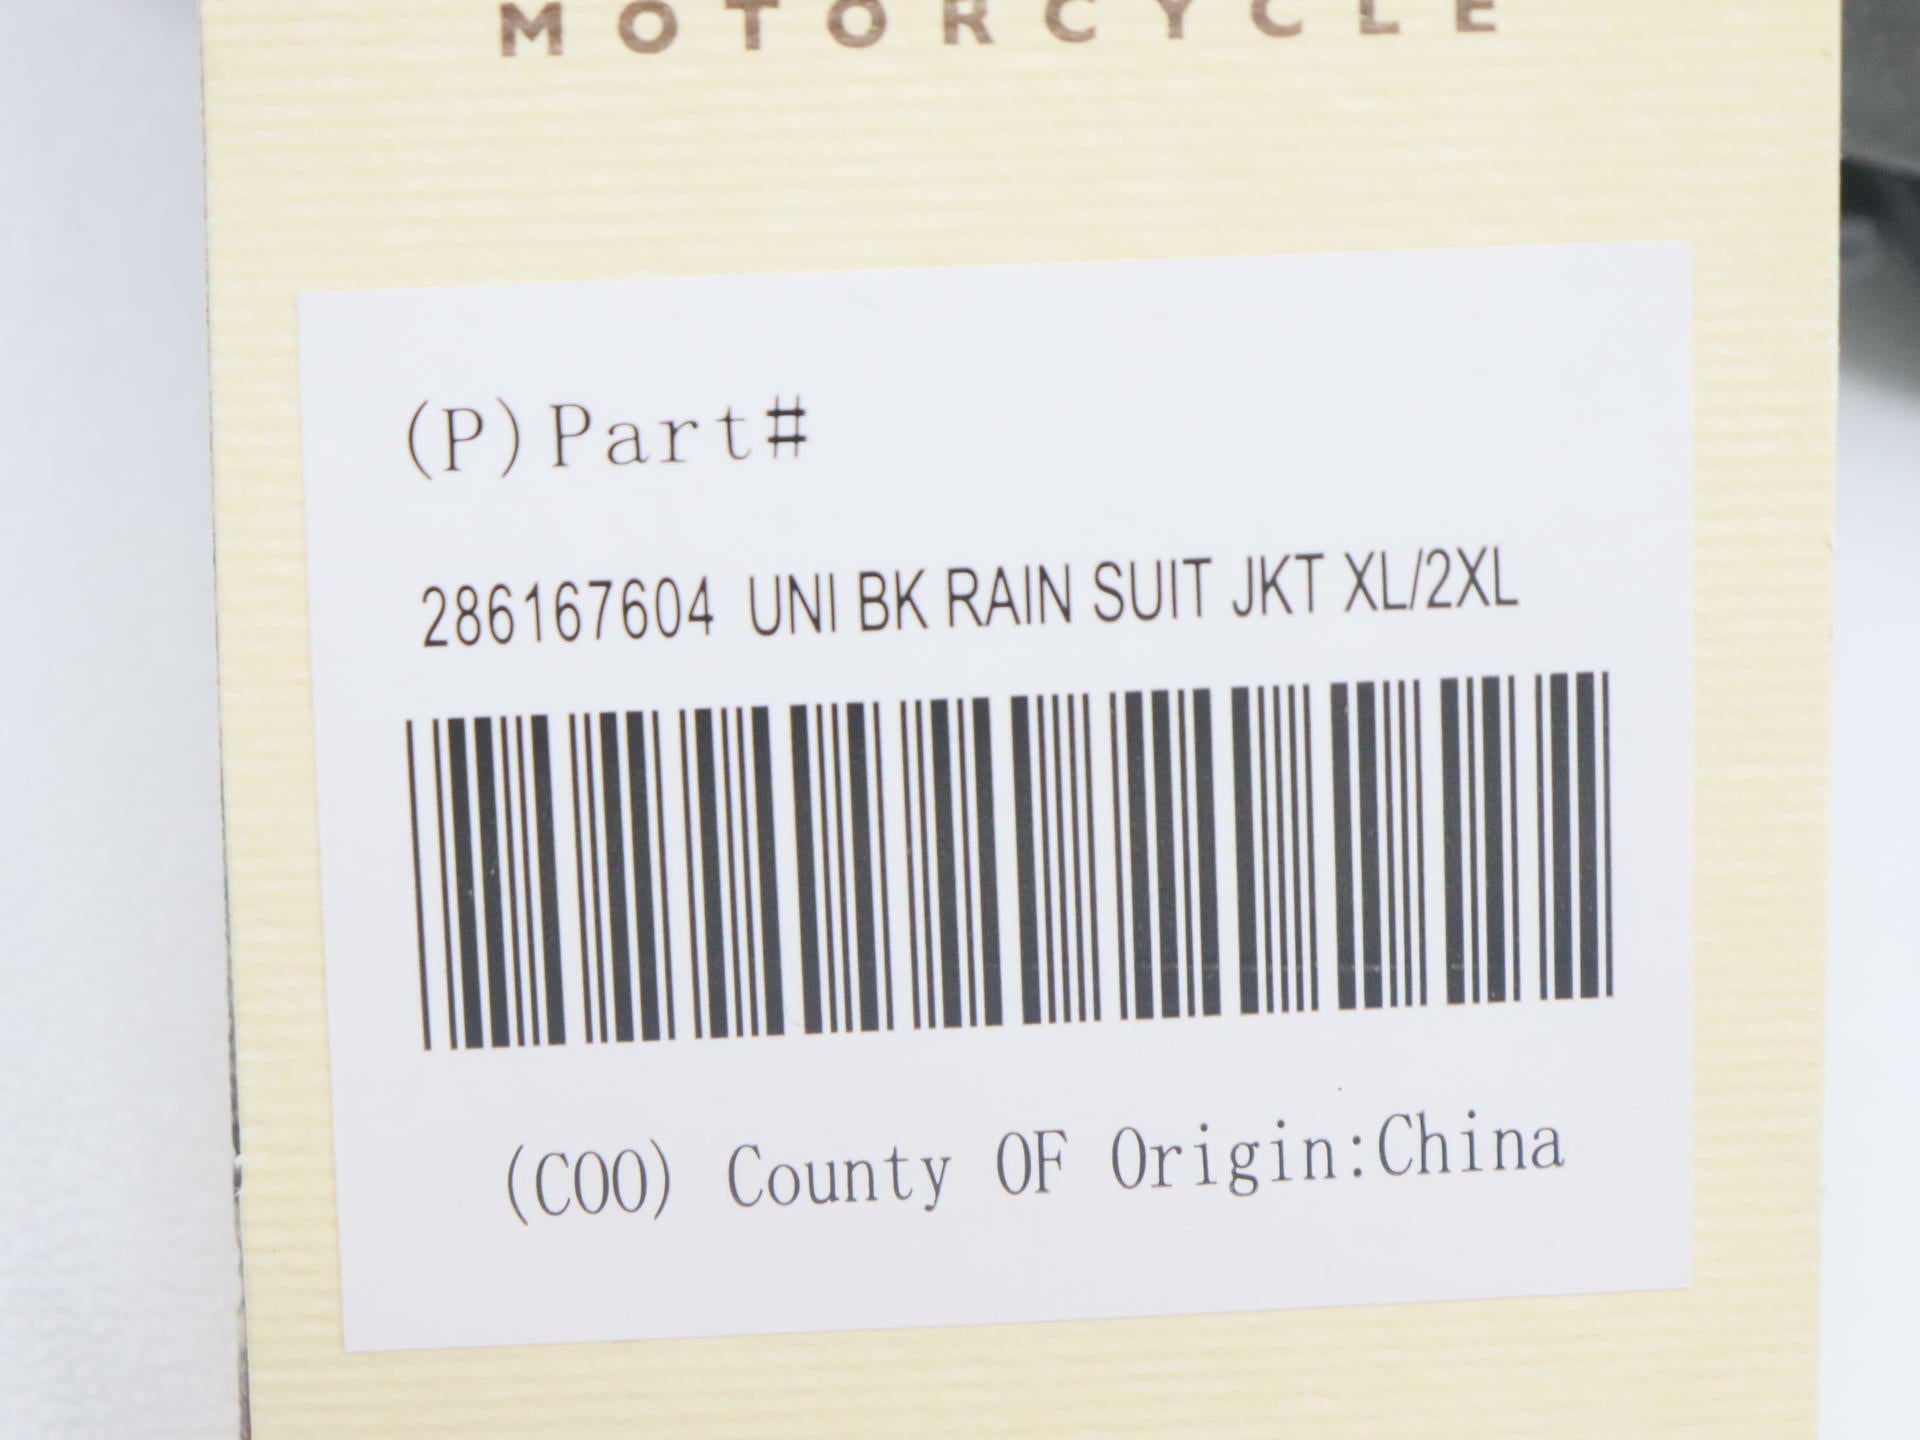 MOTORCYCLE
(P)Part#
286167604 UNI BK RAIN SUIT JKT XL/2XL
(COO) County OF Origin:China